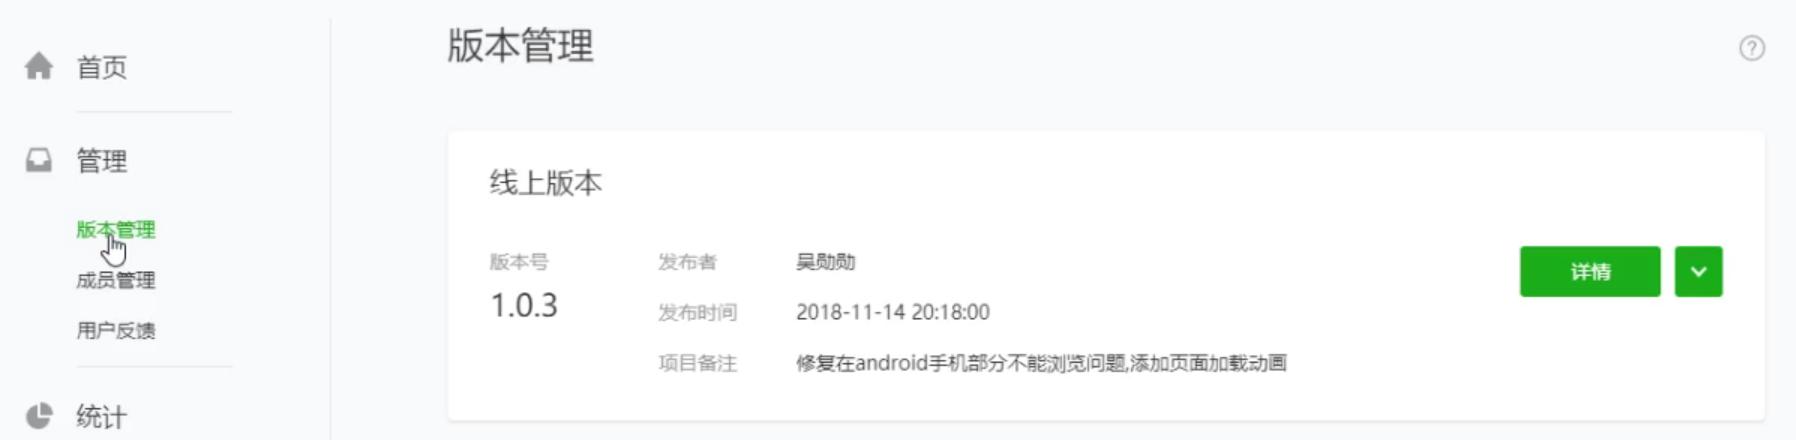 首页
管理
版本管理
成员管理
用户反馈
统计
版本管理
线上版本
版本号
1.0.3
发布者 吴勋勋
发布时间 2018-11-14 20:18:00
项目备注 修复在android手机部分不能浏览问题,添加页面加载动画
详情